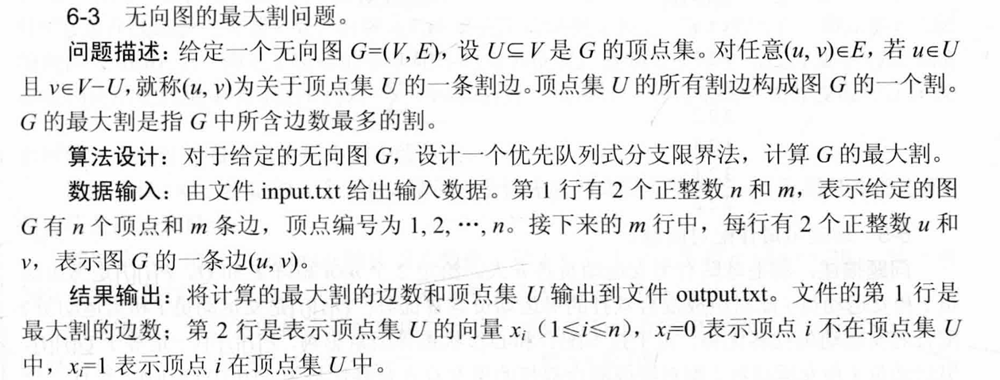 6-3 无向图的最大割问题。
问题描述：给定一个无向图 G=(V, E)，设 U⊆V 是 G 的顶点集。对任意(u, v)∈E，若 u∈U
且 v∈V−U，就称(u, v)为关于顶点集 U 的一条割边。顶点集 U 的所有割边构成图 G 的一个割。
G 的最大割是指 G 中所含边数最多的割。
算法设计：对于给定的无向图 G，设计一个优先队列式分支限界法，计算 G 的最大割。
数据输入：由文件 input.txt 给出输入数据。第 1 行有 2 个正整数 n 和 m，表示给定的图
G 有 n 个顶点和 m 条边，顶点编号为 1, 2, ⋯, n。接下来的 m 行中，每行有 2 个正整数 u 和
v，表示图 G 的一条边(u, v)。
结果输出：将计算的最大割的边数和顶点集 U 输出到文件 output.txt。文件的第 1 行是
最大割的边数；第 2 行是表示顶点集 U 的向量 xᵢ（1≤i≤n），xᵢ=0 表示顶点 i 不在顶点集 U
中，xᵢ=1 表示顶点 i 在顶点集 U 中。